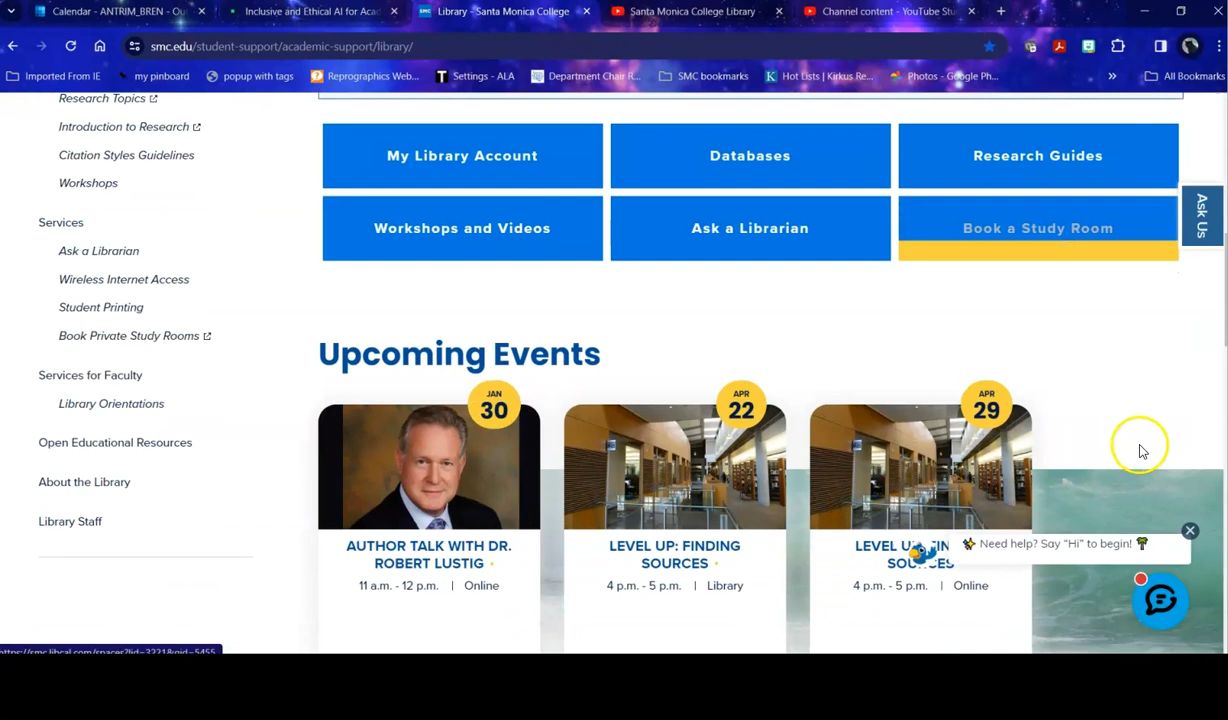 Calendar - ANTRIM_BREN - Ou
Inclusive and Ethical AI for Aca
Library - Santa Monica College
Santa Monica College Library -
Channel content - YouTube Stu
smc.edu/student-support/academic-support/library/
Imported From IE
my pinboard
popup with tags
Reprographics Web...
Settings - ALA
Department Chair R...
SMC bookmarks
Hot Lists | Kirkus Re...
Photos - Google Ph...
All Bookmarks
Research Topics
Introduction to Research
Citation Styles Guidelines
Workshops
Services
Ask a Librarian
Wireless Internet Access
Student Printing
Book Private Study Rooms
Services for Faculty
Library Orientations
Open Educational Resources
About the Library
Library Staff
My Library Account
Databases
Research Guides
Workshops and Videos
Ask a Librarian
Book a Study Room
Ask Us
Upcoming Events
JAN
30
AUTHOR TALK WITH DR.
ROBERT LUSTIG
11 a.m. - 12 p.m. | Online
APR
22
LEVEL UP: FINDING
SOURCES
4 p.m. - 5 p.m. | Library
APR
29
LEVEL
SOURCES
4 p.m. - 5 p.m. | Online
Need help? Say “Hi” to begin!